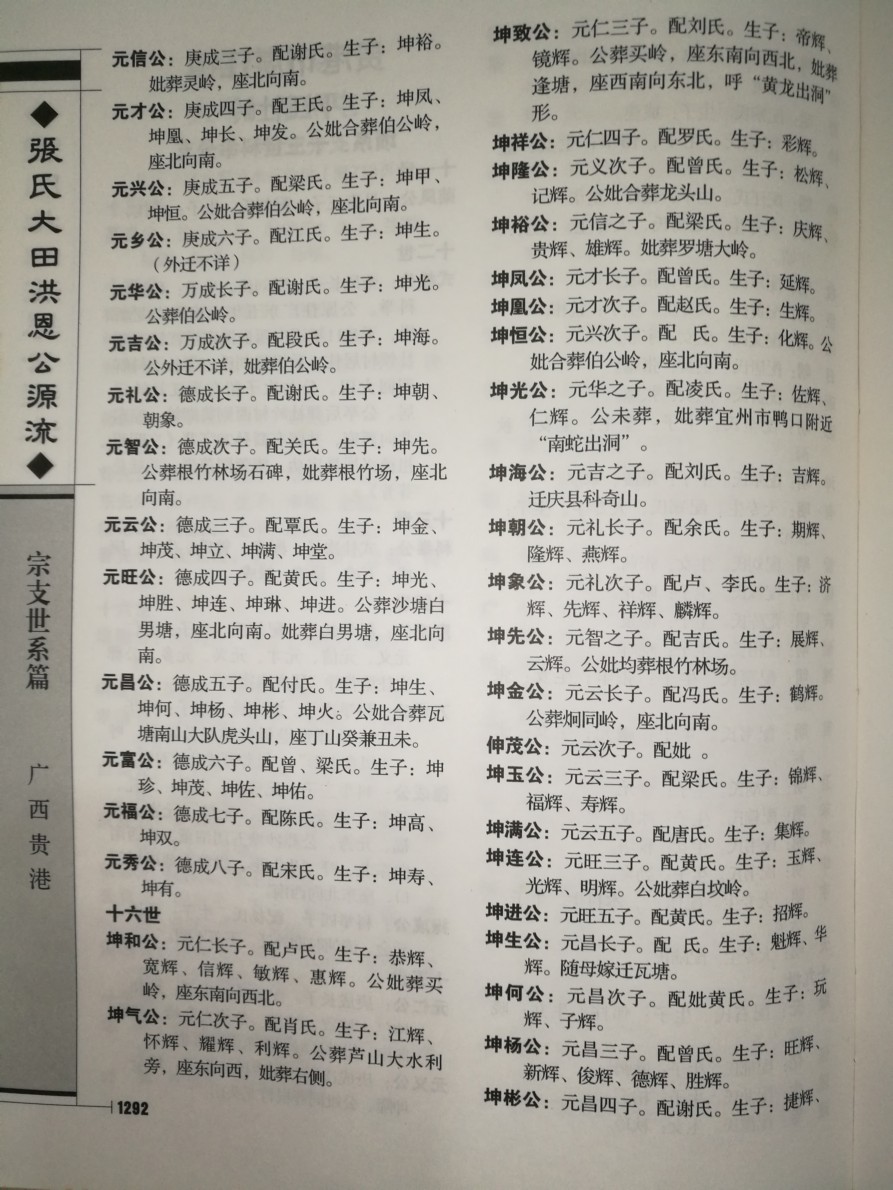 ◆張氏大田洪恩公源流◆
宗支世系篇
广西贵港
元信公：庚成三子。配谢氏。生子：坤裕。
妣葬灵岭，座北向南。
元才公：庚成四子。配王氏。生子：坤凤、
坤凰、坤长、坤发。公妣合葬伯公岭，
座北向南。
元兴公：庚成五子。配梁氏。生子：坤甲、
坤恒。公妣合葬伯公岭，座北向南。
元乡公：庚成六子。配江氏。生子：坤生。
（外迁不详）
元华公：万成长子。配谢氏。生子：坤光。
公葬伯公岭。
元吉公：万成次子。配段氏。生子：坤海。
公外迁不详，妣葬伯公岭。
元礼公：德成长子。配谢氏。生子：坤朝、
朝象。
元智公：德成次子。配关氏。生子：坤先。
公葬根竹林场石碑，妣葬根竹场，座北
向南。
元云公：德成三子。配覃氏。生子：坤金、
坤茂、坤立、坤满、坤堂。
元旺公：德成四子。配黄氏。生子：坤光、
坤胜、坤连、坤琳、坤进。公葬沙塘白
男塘，座北向南。妣葬白男塘，座北向
南。
元昌公：德成五子。配付氏。生子：坤生、
坤何、坤杨、坤彬、坤火。公妣合葬瓦
塘南山大队虎头山，座丁山癸兼丑未。
元富公：德成六子。配曾、梁氏。生子：坤
珍、坤茂、坤佐、坤佑。
元福公：德成七子。配陈氏。生子：坤高、
坤双。
元秀公：德成八子。配宋氏。生子：坤寿、
坤有。
十六世
坤和公：元仁长子。配卢氏。生子：恭辉、
宽辉、信辉、敏辉、惠辉。公妣葬买
岭，座东南向西北。
坤气公：元仁次子。配肖氏。生子：江辉、
怀辉、耀辉、利辉。公葬芦山大水利
旁，座东向西，妣葬右侧。
1292
坤致公：元仁三子。配刘氏。生子：帝辉、
镜辉。公葬买岭，座东南向西北，妣葬
逢塘，座西南向东北，呼“黄龙出洞”
形。
坤祥公：元仁四子。配罗氏。生子：彩辉。
坤隆公：元义次子。配曾氏。生子：松辉、
记辉。公妣合葬龙头山。
坤裕公：元信之子。配梁氏。生子：庆辉、
贵辉、雄辉。妣葬罗塘大岭。
坤凤公：元才长子。配曾氏。生子：延辉。
坤凰公：元才次子。配赵氏。生子：生辉。
坤恒公：元兴次子。配　氏。生子：化辉。公
妣合葬伯公岭，座北向南。
坤光公：元华之子。配凌氏。生子：佐辉、
仁辉。公未葬，妣葬宜州市鸭口附近
“南蛇出洞”。
坤海公：元吉之子。配刘氏。生子：吉辉。
迁庆县科奇山。
坤朝公：元礼长子。配余氏。生子：期辉、
隆辉、燕辉。
坤象公：元礼次子。配卢、李氏。生子：济
辉、先辉、祥辉、麟辉。
坤先公：元智之子。配吉氏。生子：展辉、
云辉。公妣均葬根竹林场。
坤金公：元云长子。配冯氏。生子：鹤辉。
公葬炯同岭，座北向南。
伸茂公：元云次子。配妣　。
坤玉公：元云三子。配梁氏。生子：锦辉、
福辉、寿辉。
坤满公：元云五子。配唐氏。生子：集辉。
坤连公：元旺三子。配黄氏。生子：玉辉、
光辉、明辉。公妣葬白坟岭。
坤进公：元旺五子。配黄氏。生子：招辉。
坤生公：元昌长子。配　氏。生子：魁辉、华
辉。随母嫁迁瓦塘。
坤何公：元昌次子。配妣黄氏。生子：玩
辉、子辉。
坤杨公：元昌三子。配曾氏。生子：旺辉、
新辉、俊辉、德辉、胜辉。
坤彬公：元昌四子。配谢氏。生子：捷辉、